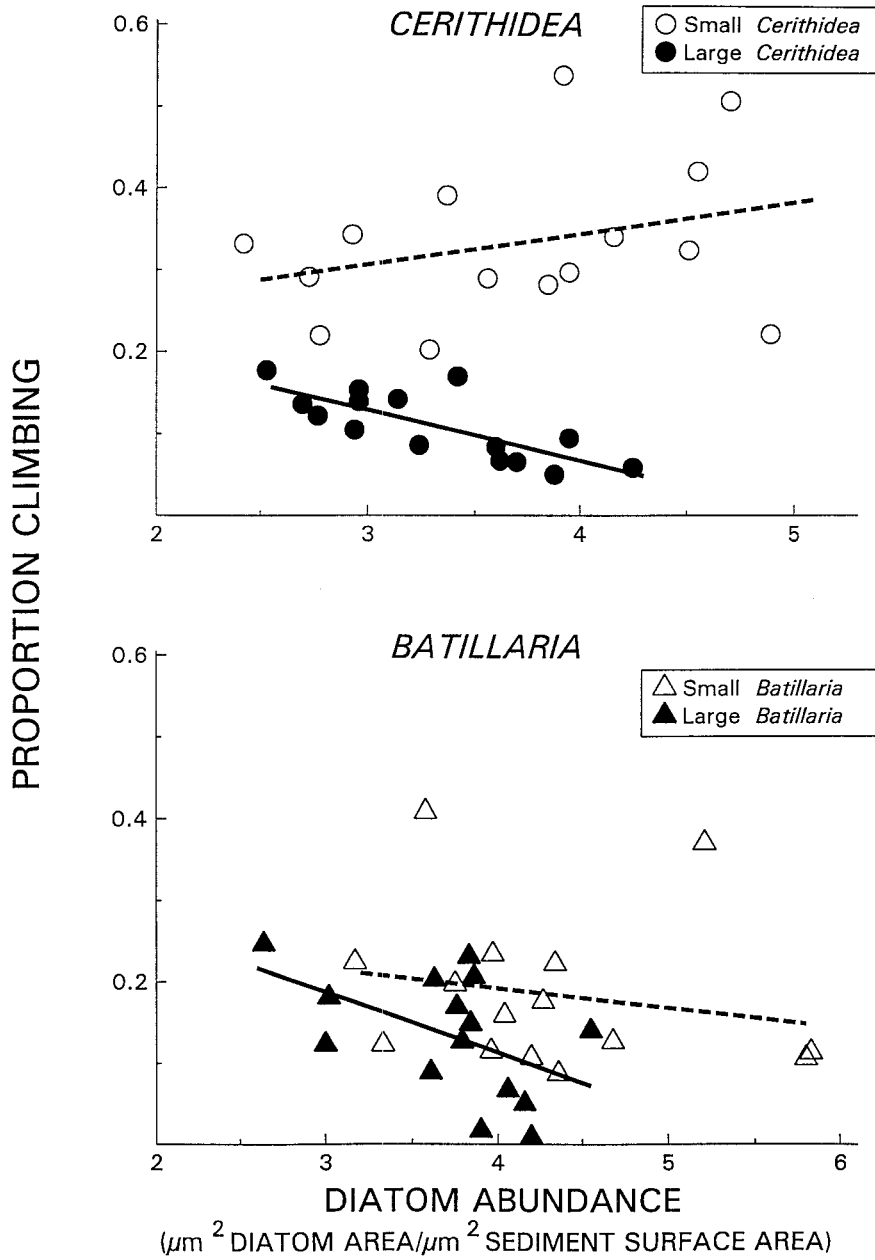 CERITHIDEA
Small Cerithidea
Large Cerithidea
0.6
0.4
0.2
2 3 4 5
PROPORTION CLIMBING
BATILLARIA
Small Batillaria
Large Batillaria
0.6
0.4
0.2
2 3 4 5 6
DIATOM ABUNDANCE
(μm² DIATOM AREA/μm² SEDIMENT SURFACE AREA)